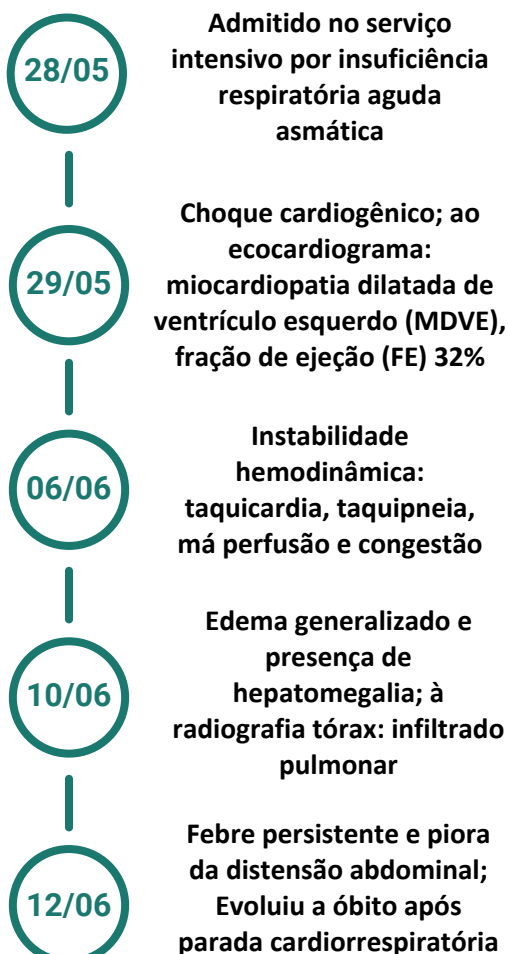 28/05
Admitido no serviço
intensivo por insuficiência
respiratória aguda
asmática
29/05
Choque cardiogênico; ao
ecocardiograma:
miocardiopatia dilatada de
ventrículo esquerdo (MDVE),
fração de ejeção (FE) 32%
06/06
Instabilidade
hemodinâmica:
taquicardia, taquipneia,
má perfusão e congestão
10/06
Edema generalizado e
presença de
hepatomegalia; à
radiografia tórax: infiltrado
pulmonar
12/06
Febre persistente e piora
da distensão abdominal;
Evoluiu a óbito após
parada cardiorrespiratória